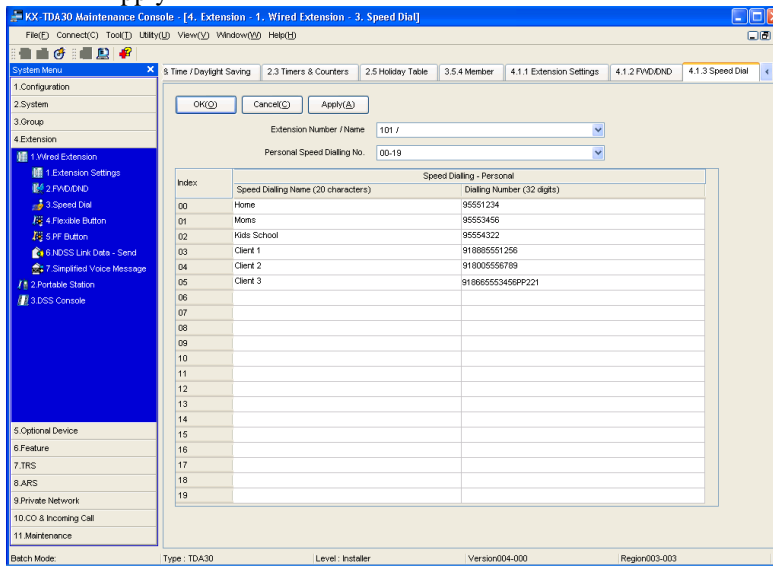 KX-TDA30 Maintenance Console - [4. Extension - 1. Wired Extension - 3. Speed Dial]
File(F) Connect(C) Tool(T) Utility(U) View(V) Window(W) Help(H)
System Menu X
1.Configuration
2.System
3.Group
4.Extension
1.Wired Extension
1.Extension Settings
2.FWD/DND
3.Speed Dial
4.Flexible Button
5.PF Button
6.NDSS Link Data - Send
7.Simplified Voice Message
2.Portable Station
3.DSS Console
5.Optional Device
6.Feature
7.TRS
8.ARS
9.Private Network
10.CO & Incoming Call
11.Maintenance
& Time / Daylight Saving 2.3 Timers & Counters 2.5 Holiday Table 3.5.4 Member 4.1.1 Extension Settings 4.1.2 FWD/DND 4.1.3 Speed Dial
OK(O) Cancel(C) Apply(A)
Extension Number / Name 101 /
Personal Speed Dialling No. 00-19
Index Speed Dialling - Personal
Speed Dialling Name (20 characters) Dialling Number (32 digits)
00 Home 95551234
01 Moms 95553456
02 Kids School 95554322
03 Client 1 918885551256
04 Client 2 918005556789
05 Client 3 918665553456PP221
06
07
08
09
10
11
12
13
14
15
16
17
18
19
Batch Mode: Type : TDA30 Level : Installer Version004-000 Region003-003